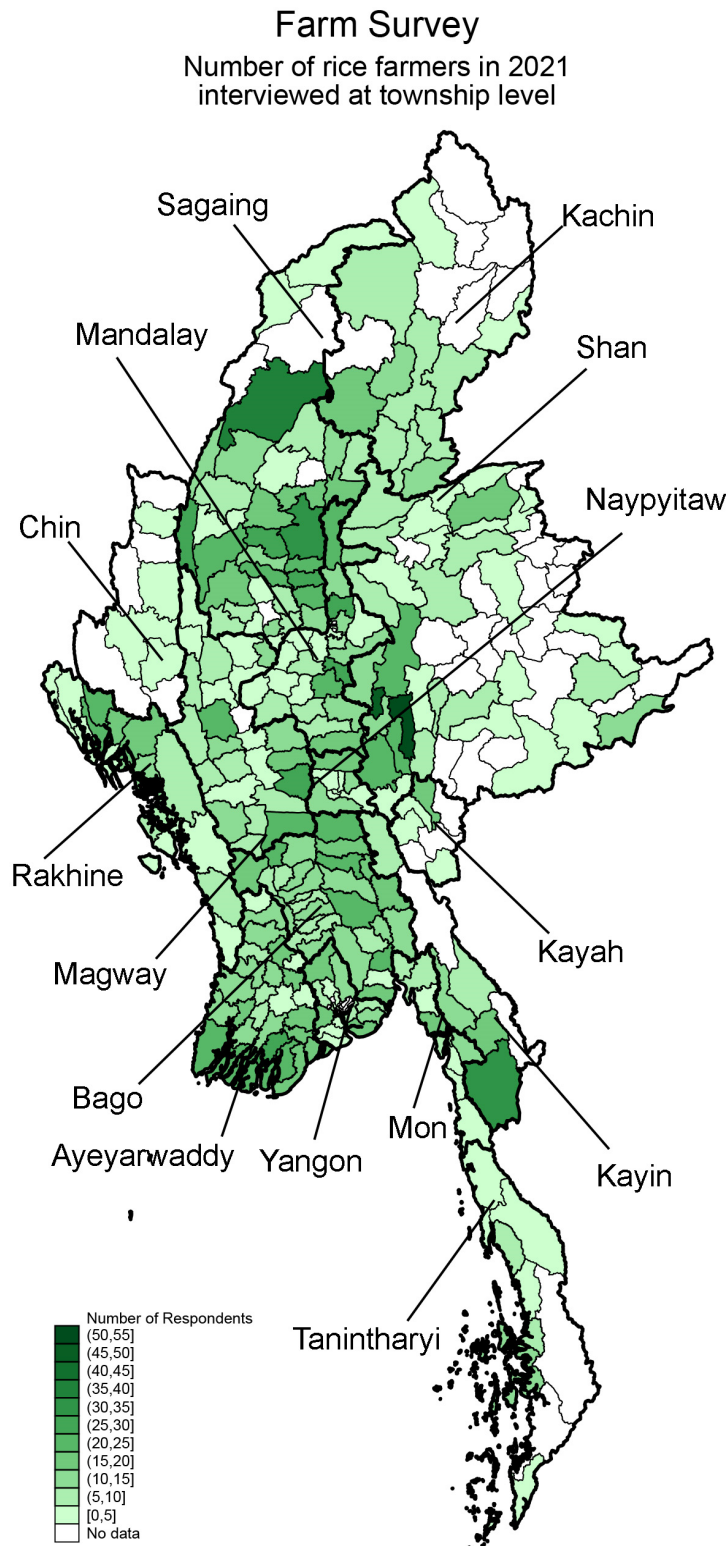 Farm Survey
Number of rice farmers in 2021
interviewed at township level
Sagaing
Kachin
Mandalay
Shan
Naypyitaw
Chin
Rakhine
Kayah
Magway
Bago
Mon
Ayeyarwaddy
Yangon
Kayin
Tanintharyi
Number of Respondents
(50,55]
(45,50]
(40,45]
(35,40]
(30,35]
(25,30]
(20,25]
(15,20]
(10,15]
(5,10]
[0,5]
No data